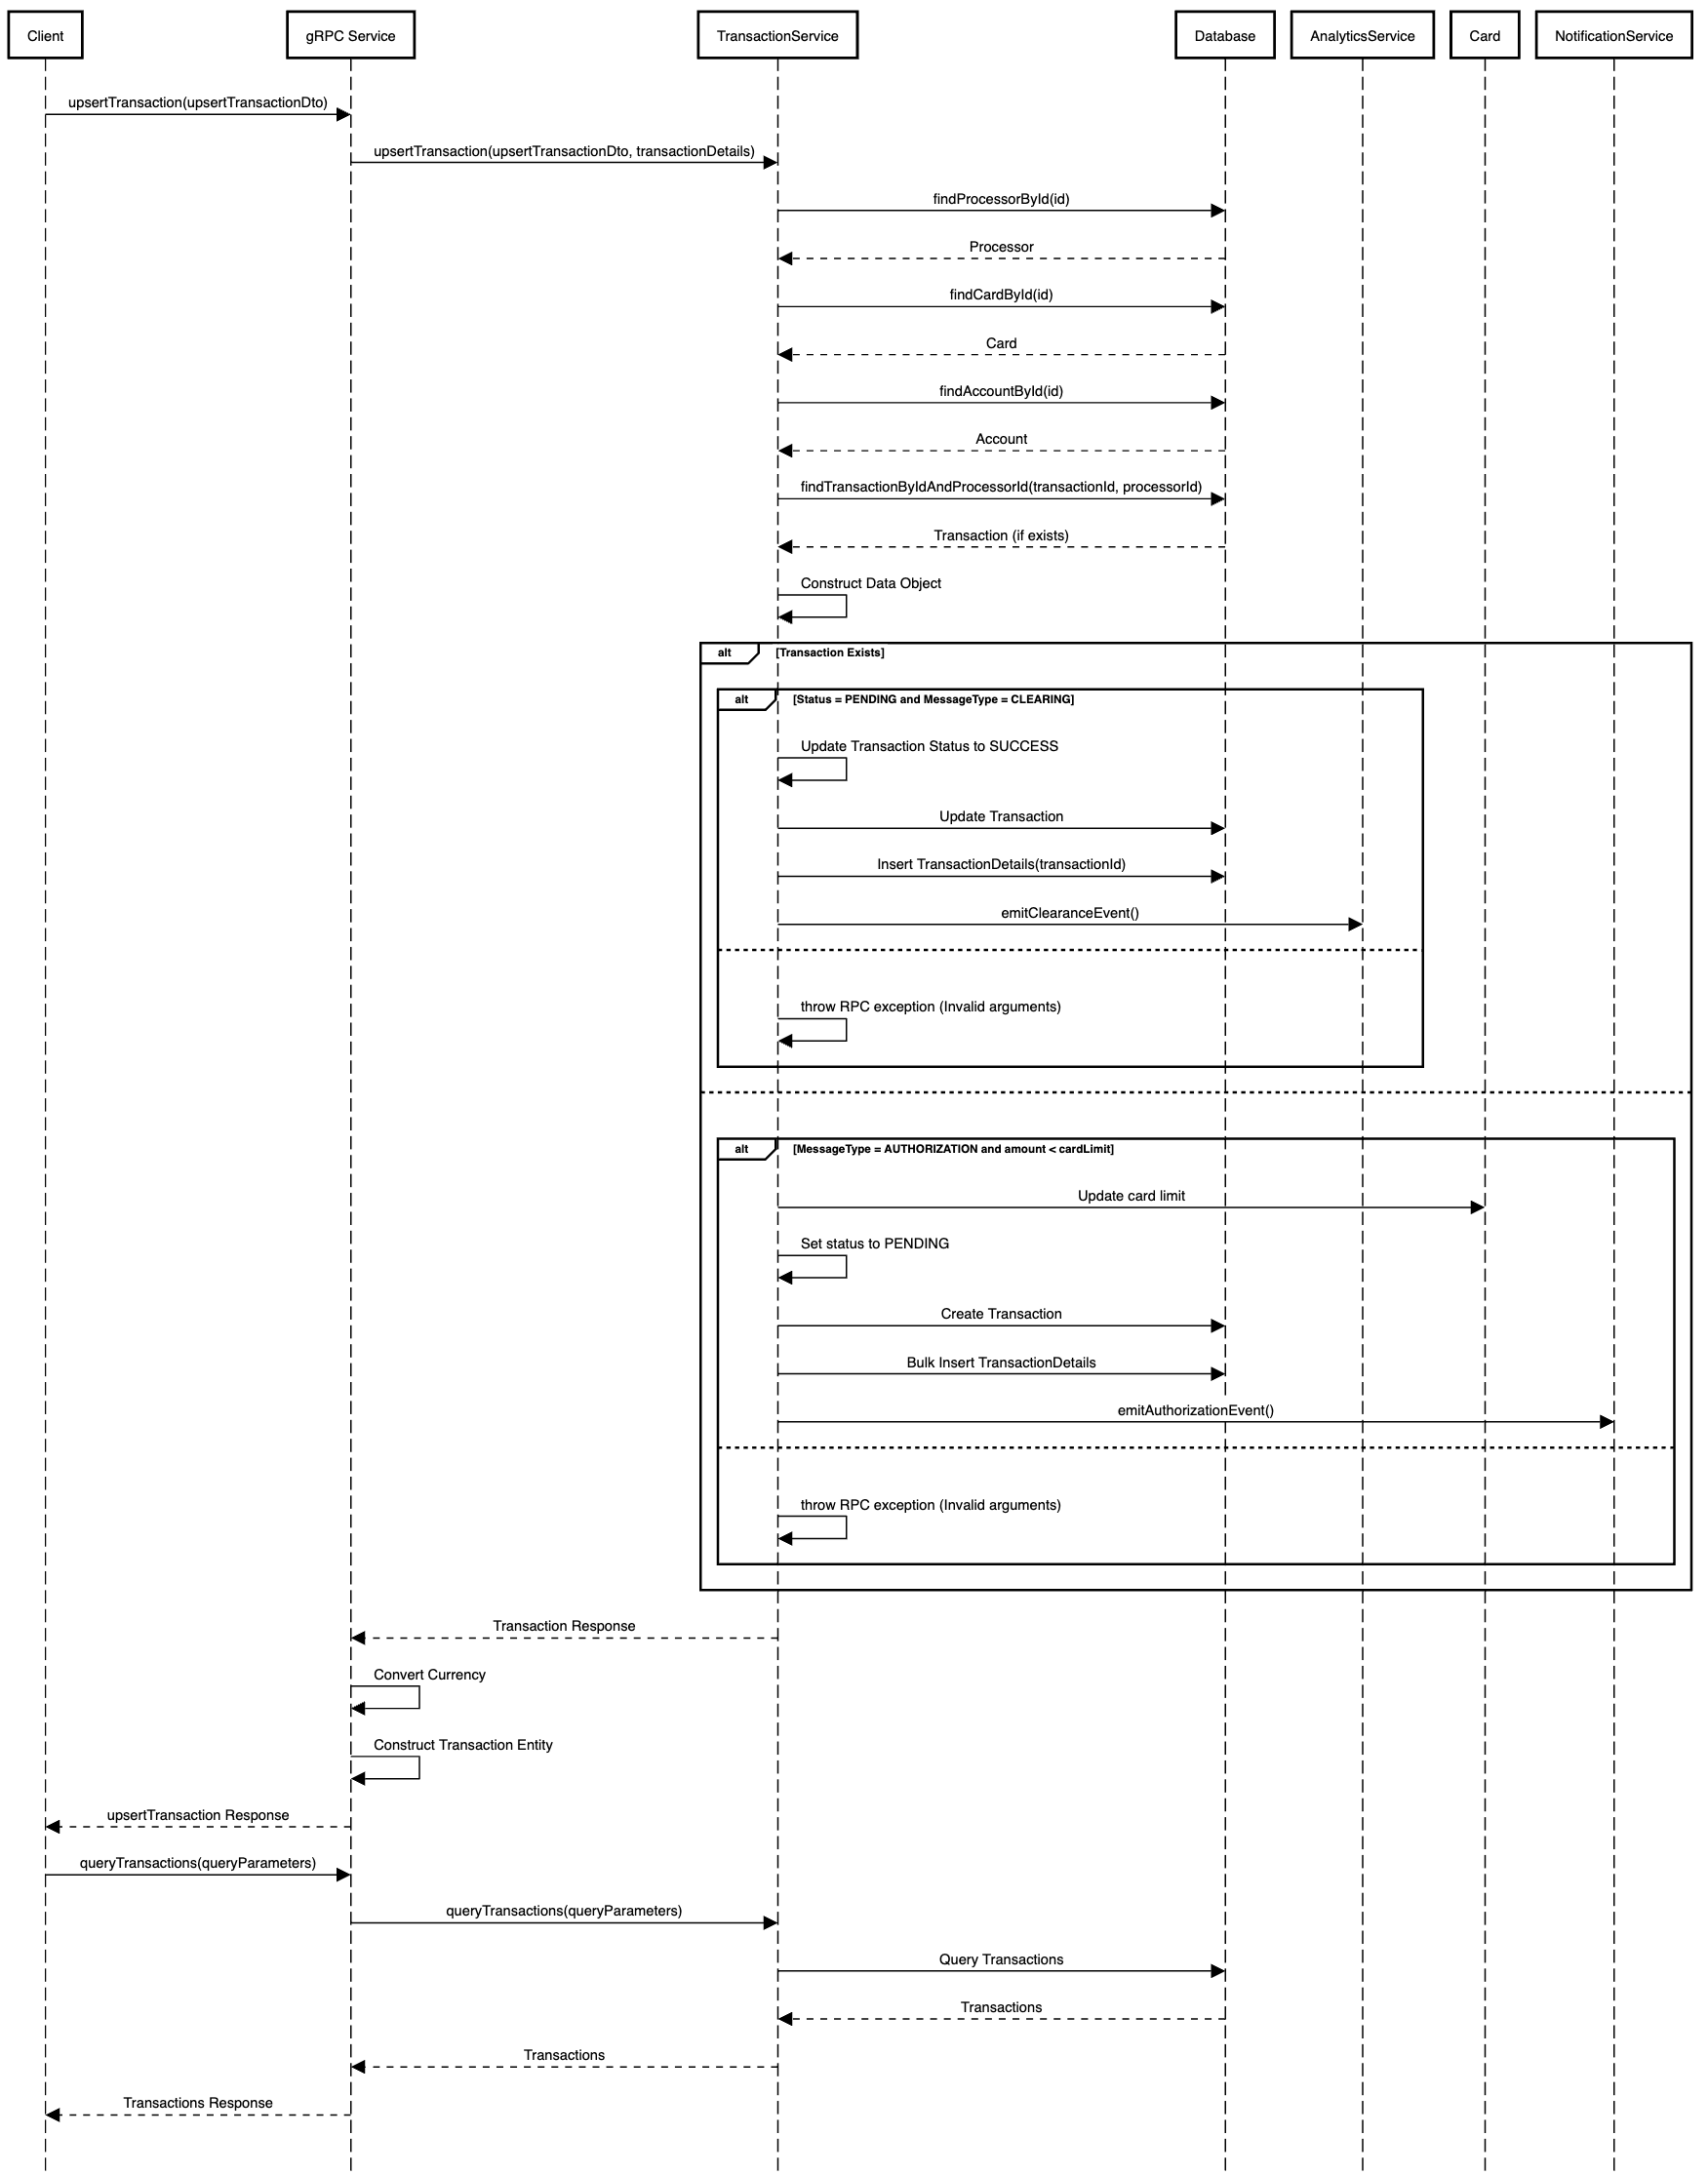 Client
gRPC Service
TransactionService
Database
AnalyticsService
Card
NotificationService
upsertTransaction(upsertTransactionDto)
upsertTransaction(upsertTransactionDto, transactionDetails)
findProcessorById(id)
Processor
findCardById(id)
Card
findAccountById(id)
Account
findTransactionByIdAndProcessorId(transactionId, processorId)
Transaction (if exists)
Construct Data Object
alt [Transaction Exists]
alt [Status = PENDING and MessageType = CLEARING]
Update Transaction Status to SUCCESS
Update Transaction
Insert TransactionDetails(transactionId)
emitClearanceEvent()
throw RPC exception (Invalid arguments)
alt [MessageType = AUTHORIZATION and amount < cardLimit]
Update card limit
Set status to PENDING
Create Transaction
Bulk Insert TransactionDetails
emitAuthorizationEvent()
throw RPC exception (Invalid arguments)
Transaction Response
Convert Currency
Construct Transaction Entity
upsertTransaction Response
queryTransactions(queryParameters)
queryTransactions(queryParameters)
Query Transactions
Transactions
Transactions
Transactions Response